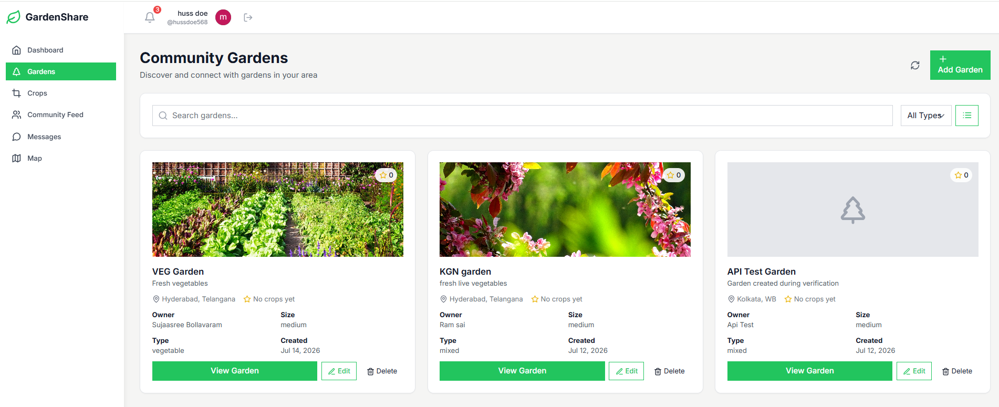 GardenShare
3
huss doe
@hussdoe568
m
Dashboard
Gardens
Crops
Community Feed
Messages
Map
Community Gardens
Discover and connect with gardens in your area
Add Garden
Search gardens...
All Types
0
VEG Garden
Fresh vegetables
Hyderabad, Telangana No crops yet
Owner Size
Sujaasree Bollavaram medium
Type Created
vegetable Jul 14, 2026
View Garden Edit Delete
0
KGN garden
fresh live vegetables
Hyderabad, Telangana No crops yet
Owner Size
Ram sai medium
Type Created
mixed Jul 12, 2026
View Garden Edit Delete
0
API Test Garden
Garden created during verification
Kolkata, WB No crops yet
Owner Size
Api Test medium
Type Created
mixed Jul 12, 2026
View Garden Edit Delete